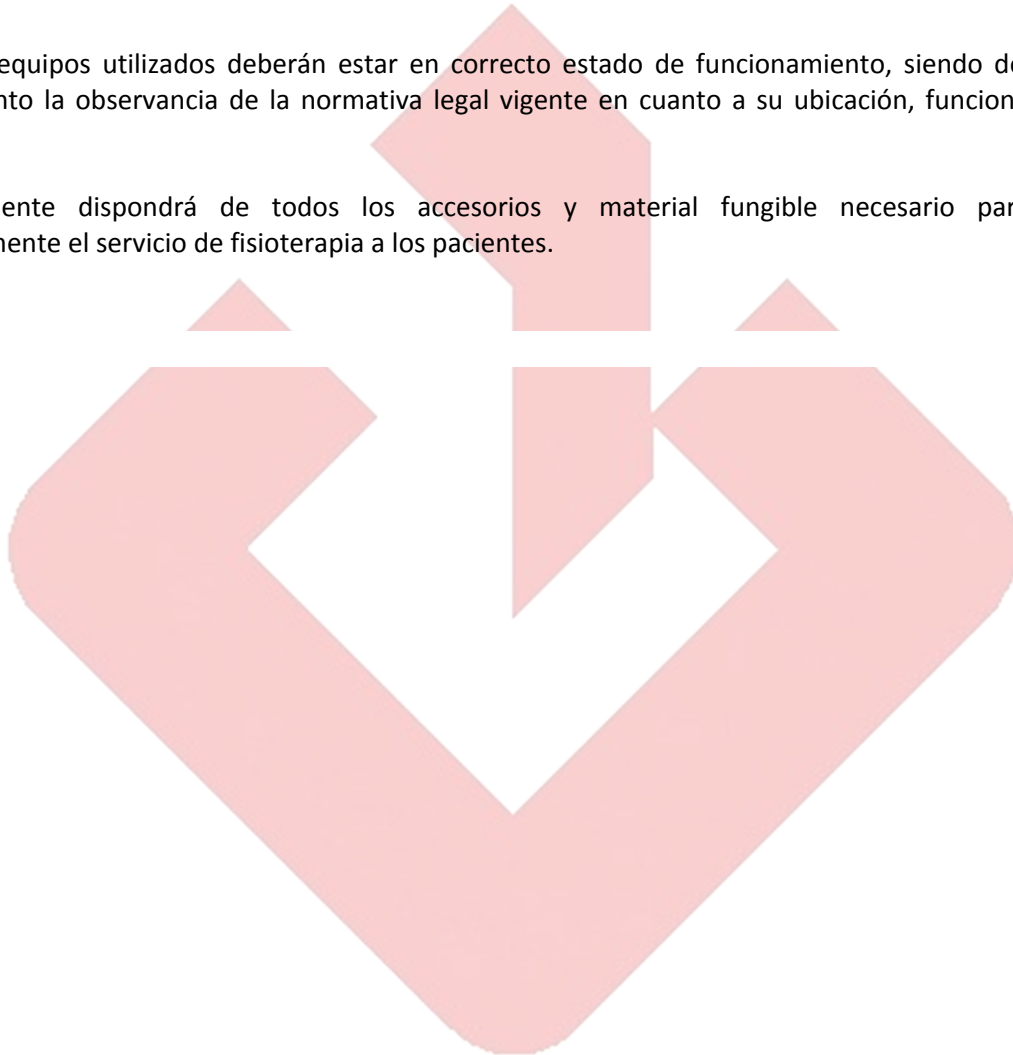 equipos utilizados deberán estar en correcto estado de funcionamiento, siendo de
nto la observancia de la normativa legal vigente en cuanto a su ubicación, funcion
ente dispondrá de todos los accesorios y material fungible necesario par
nente el servicio de fisioterapia a los pacientes.